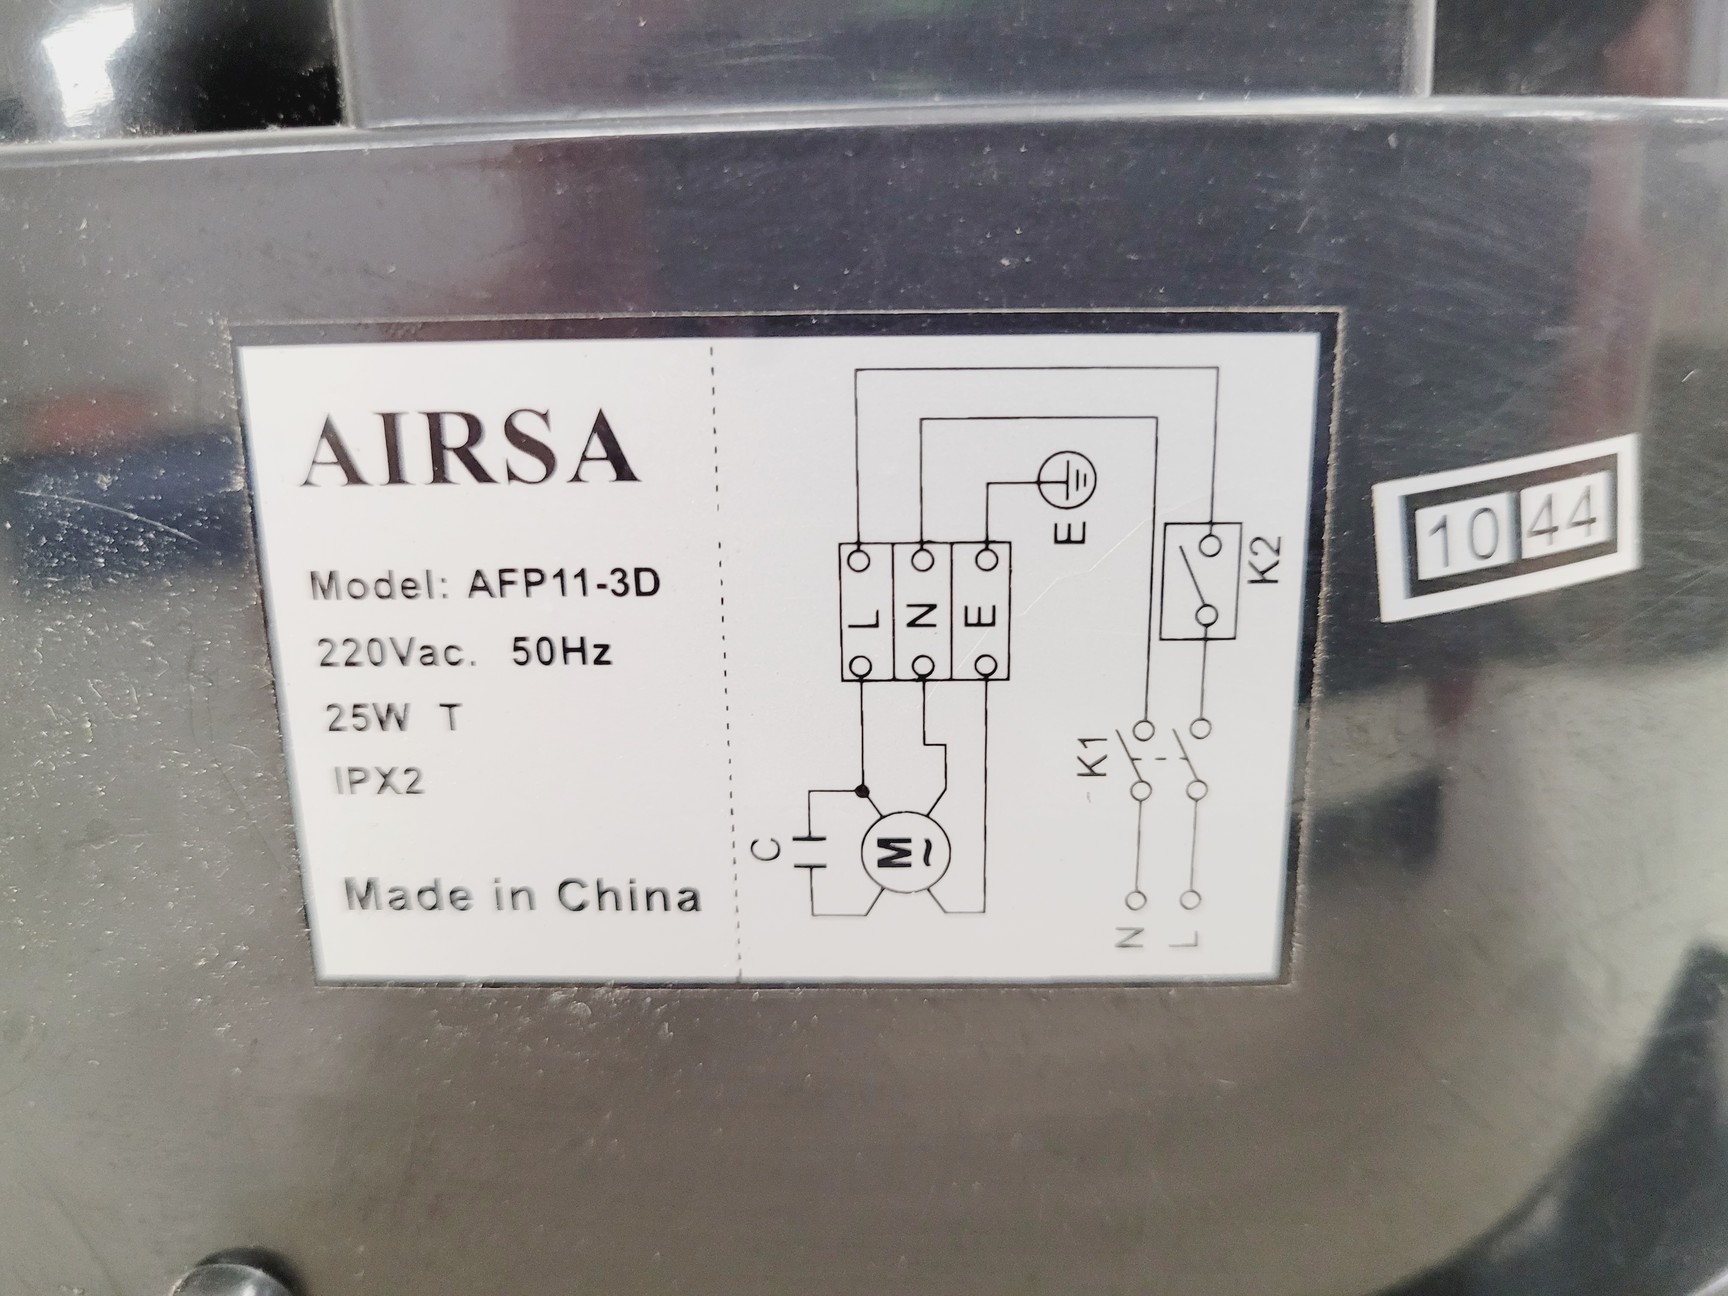 AIRSA
Model: AFP11-3D
220Vac. 50Hz
25W T
IPX2
Made in China
E
L
N
E
K2
K1
C
M
~
N
L
10 44